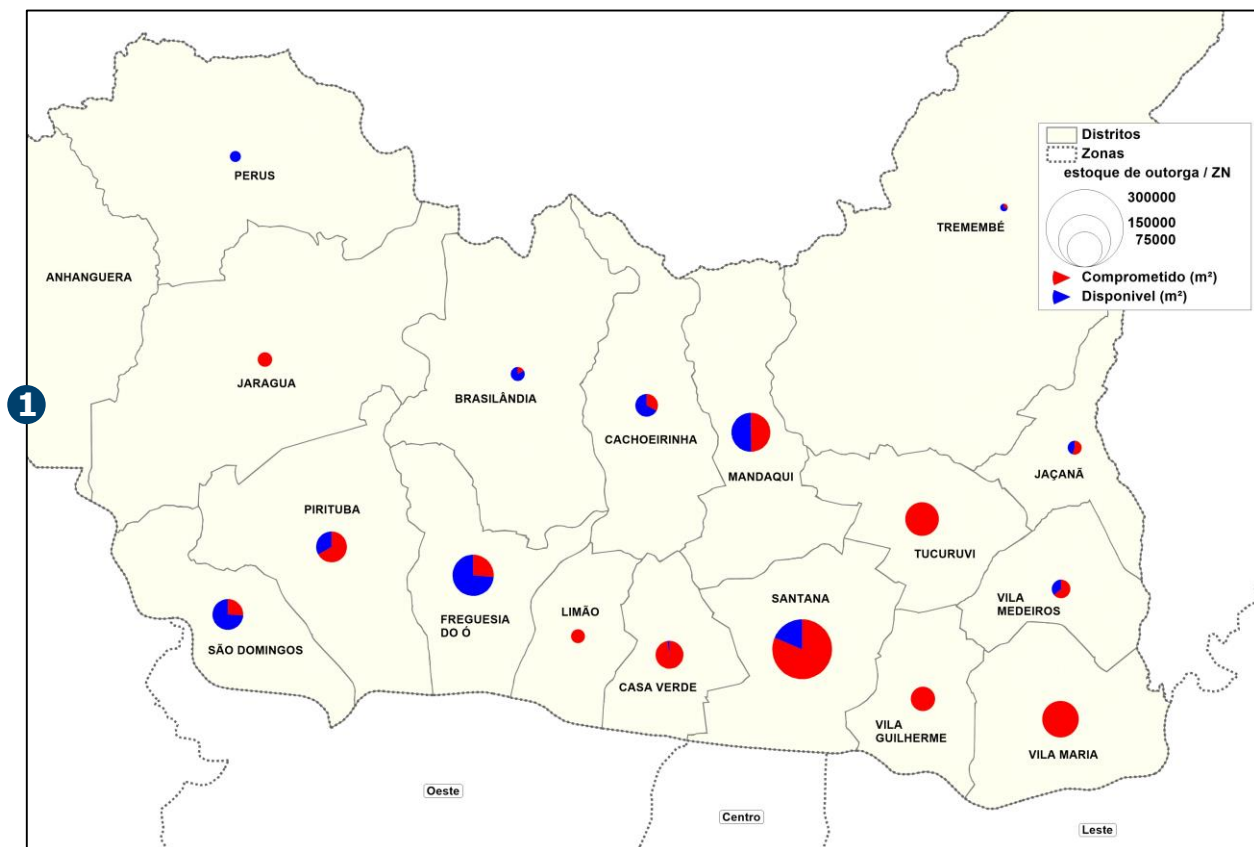 Distritos
Zonas
estoque de outorga / ZN
300000
150000
75000
Comprometido (m²)
Disponivel (m²)
PERUS
TREMEMBÉ
ANHANGUERA
JARAGUA
BRASILÂNDIA
1
CACHOEIRINHA
MANDAQUI
JAÇANÃ
PIRITUBA
TUCURUVI
SANTANA
VILA
MEDEIROS
LIMÃO
FREGUESIA
DO Ó
SÃO DOMINGOS
CASA VERDE
VILA
GUILHERME
VILA MARIA
Oeste
Centro
Leste